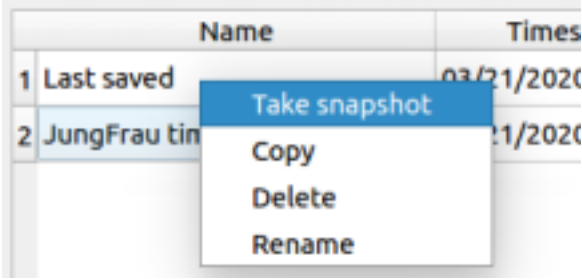 Name Times
1 Last saved 03/21/2020
Take snapshot
2 JungFrau tim 21/2020
Copy
Delete
Rename